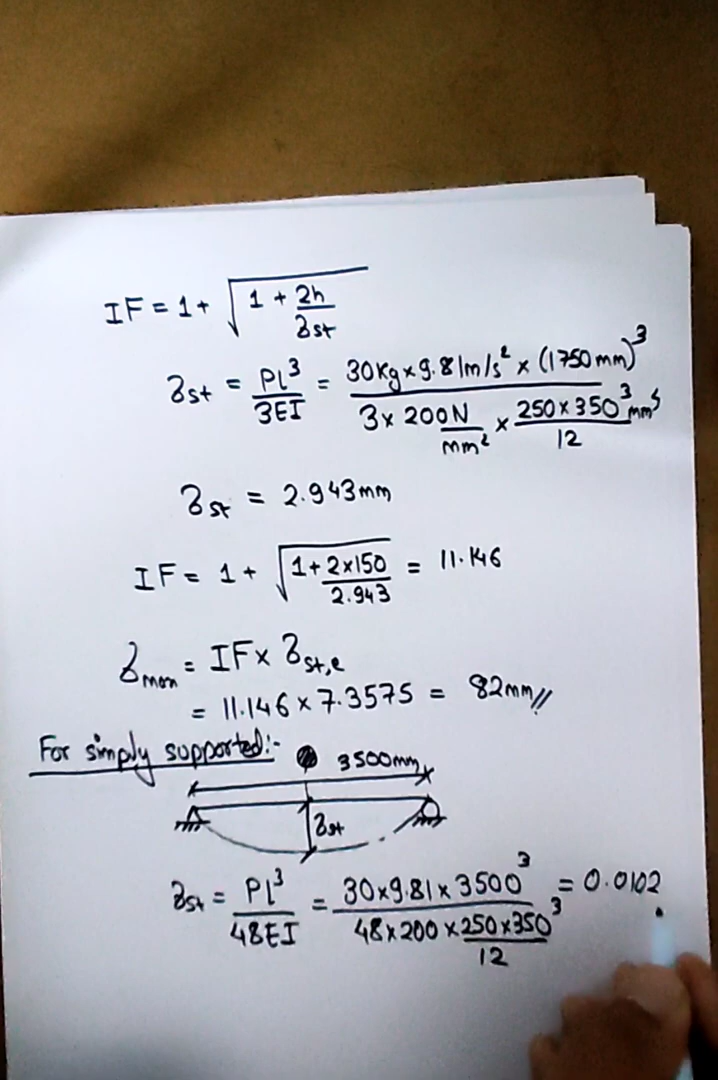 IF = 1 + √(1 + 2h/δst)
δst = Pl³/3EI = 30kg × 9.81m/s² × (1750mm)³ / 3 × 200 N/mm² × 250 × 350³/12 mm⁴
δst = 2.943mm
IF = 1 + √(1 + 2×150/2.943) = 11.146
δmax = IF × δst,e
= 11.146 × 7.3575 = 82mm//
For simply supported:-
3500mm
δst
δst = Pl³/48EI = 30×9.81×3500³ / 48×200×250×350³/12 = 0.0102